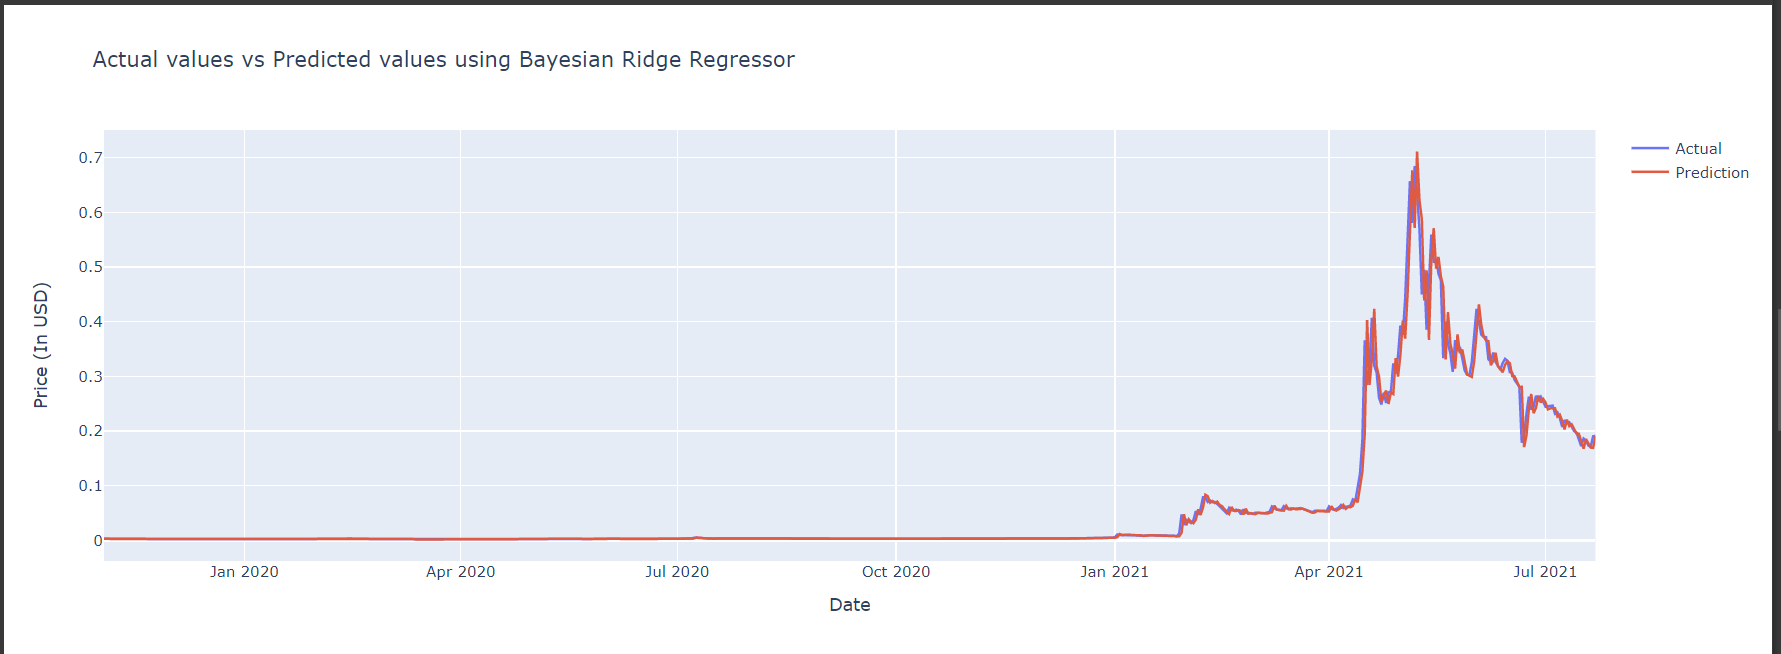 Actual values vs Predicted values using Bayesian Ridge Regressor
Actual
Prediction
Price (In USD)
0.7
0.6
0.5
0.4
0.3
0.2
0.1
0
Jan 2020 Apr 2020 Jul 2020 Oct 2020 Jan 2021 Apr 2021 Jul 2021
Date